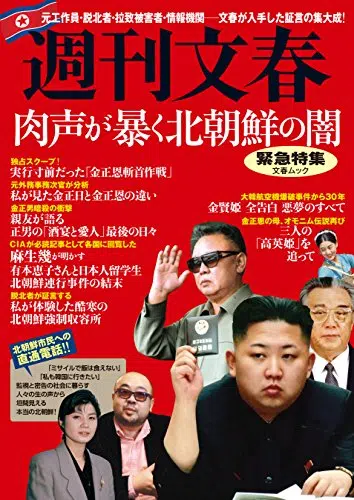 元工作員・脱北者・拉致被害者・情報機関──文春が入手した証言の集大成!
週刊文春
肉声が暴く北朝鮮の闇
緊急特集
文春ムック
独占スクープ!
実行寸前だった「金正恩斬首作戦」
元外務事務次官が分析
私が見た金正日と金正恩の違い
金正男暗殺の衝撃
親友が語る
正男の「酒宴と愛人」最後の日々
CIAが必読記事として各国に回覧した
麻生幾が明かす
有本恵子さんと日本人留学生
北朝鮮連行事件の結末
脱北者が証言する
私が体験した酷寒の
北朝鮮強制収容所
大韓航空機爆破事件から30年
金賢姫 全告白 悪夢のすべて
金正恩の母、オモニム伝説再び
三人の
「高英姫」を
追って
北朝鮮市民への
直通電話!!
「ミサイルで飯は食えない」
「私も韓国に行きたい」
監視と密告の社会に暮らす
人々の生の声から
垣間見える
本当の北朝鮮!